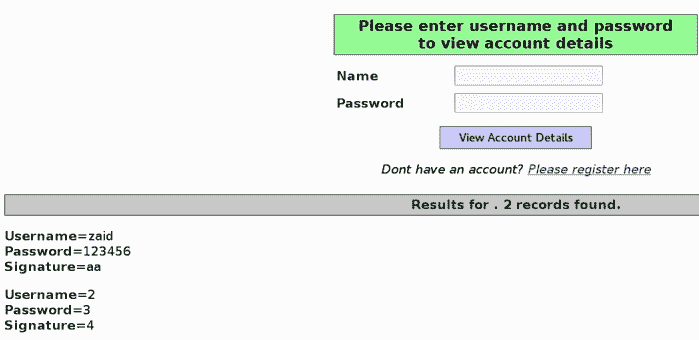 Please enter username and password
to view account details
Name
Password
View Account Details
Dont have an account? Please register here
Results for . 2 records found.
Username=zaid
Password=123456
Signature=aa
Username=2
Password=3
Signature=4